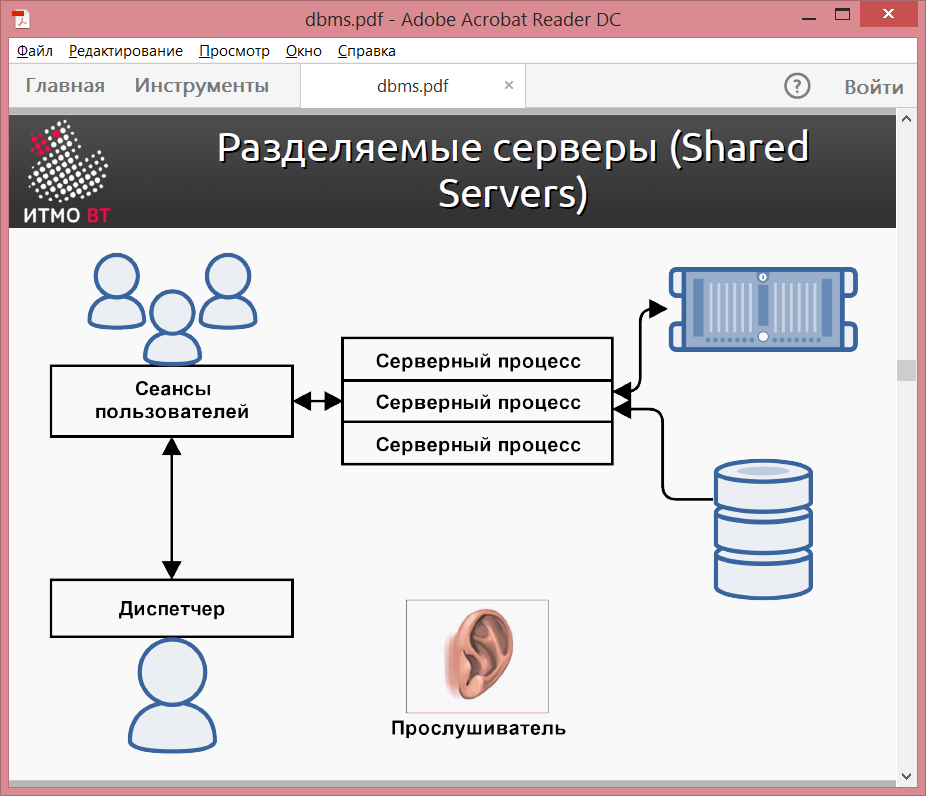 dbms.pdf - Adobe Acrobat Reader DC
Файл Редактирование Просмотр Окно Справка
Главная Инструменты dbms.pdf × ? Войти
ИТМО ВТ
Разделяемые серверы (Shared
Servers)
Сеансы
пользователей
Серверный процесс
Серверный процесс
Серверный процесс
Диспетчер
Прослушиватель